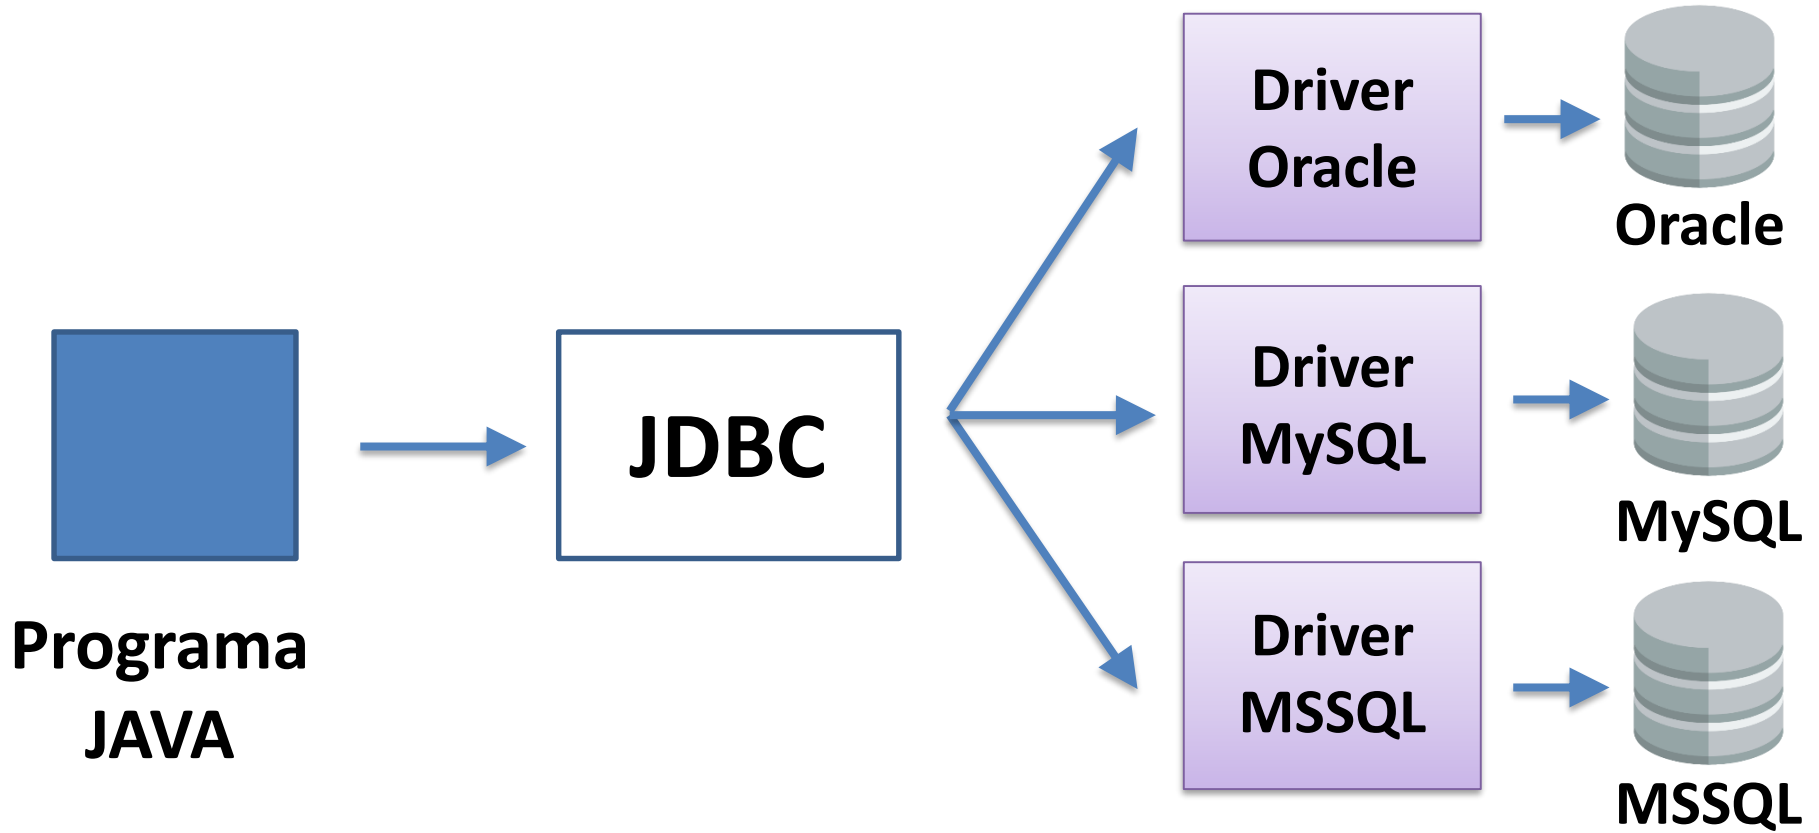 Programa
JAVA
JDBC
Driver
Oracle
Oracle
Driver
MySQL
MySQL
Driver
MSSQL
MSSQL